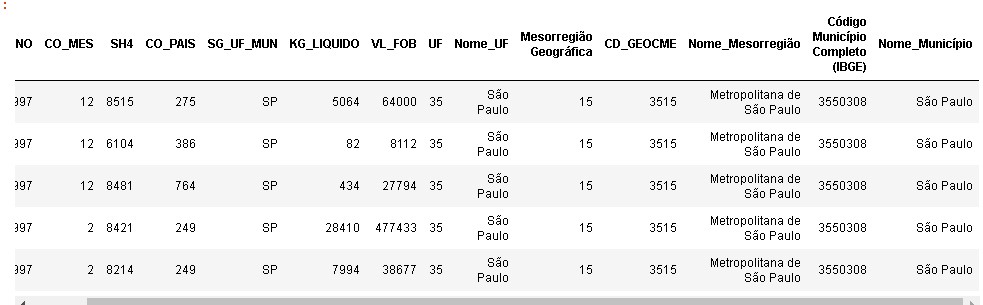 :
NO CO_MES SH4 CO_PAIS SG_UF_MUN KG_LIQUIDO VL_FOB UF Nome_UF Mesorregião Geográfica CD_GEOCME Nome_Mesorregião Código Município Completo (IBGE) Nome_Município
997 12 8515 275 SP 5064 64000 35 São Paulo 15 3515 Metropolitana de São Paulo 3550308 São Paulo
997 12 6104 386 SP 82 8112 35 São Paulo 15 3515 Metropolitana de São Paulo 3550308 São Paulo
997 12 8481 764 SP 434 27794 35 São Paulo 15 3515 Metropolitana de São Paulo 3550308 São Paulo
997 2 8421 249 SP 28410 477433 35 São Paulo 15 3515 Metropolitana de São Paulo 3550308 São Paulo
997 2 8214 249 SP 7994 38677 35 São Paulo 15 3515 Metropolitana de São Paulo 3550308 São Paulo